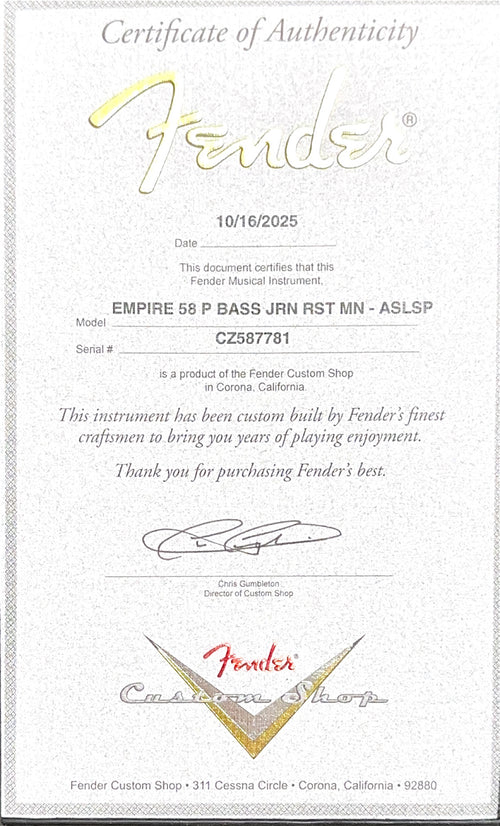 Certificate of Authenticity
Fender®
10/16/2025
Date
This document certifies that this
Fender Musical Instrument,
EMPIRE 58 P BASS JRN RST MN - ASLSP
Model
CZ587781
Serial #
is a product of the Fender Custom Shop
in Corona, California.
This instrument has been custom built by Fender's finest
craftsmen to bring you years of playing enjoyment.
Thank you for purchasing Fender's best.
Chris Gumbleton
Director of Custom Shop
Fender®
Custom Shop
Fender Custom Shop • 311 Cessna Circle • Corona, California • 92880